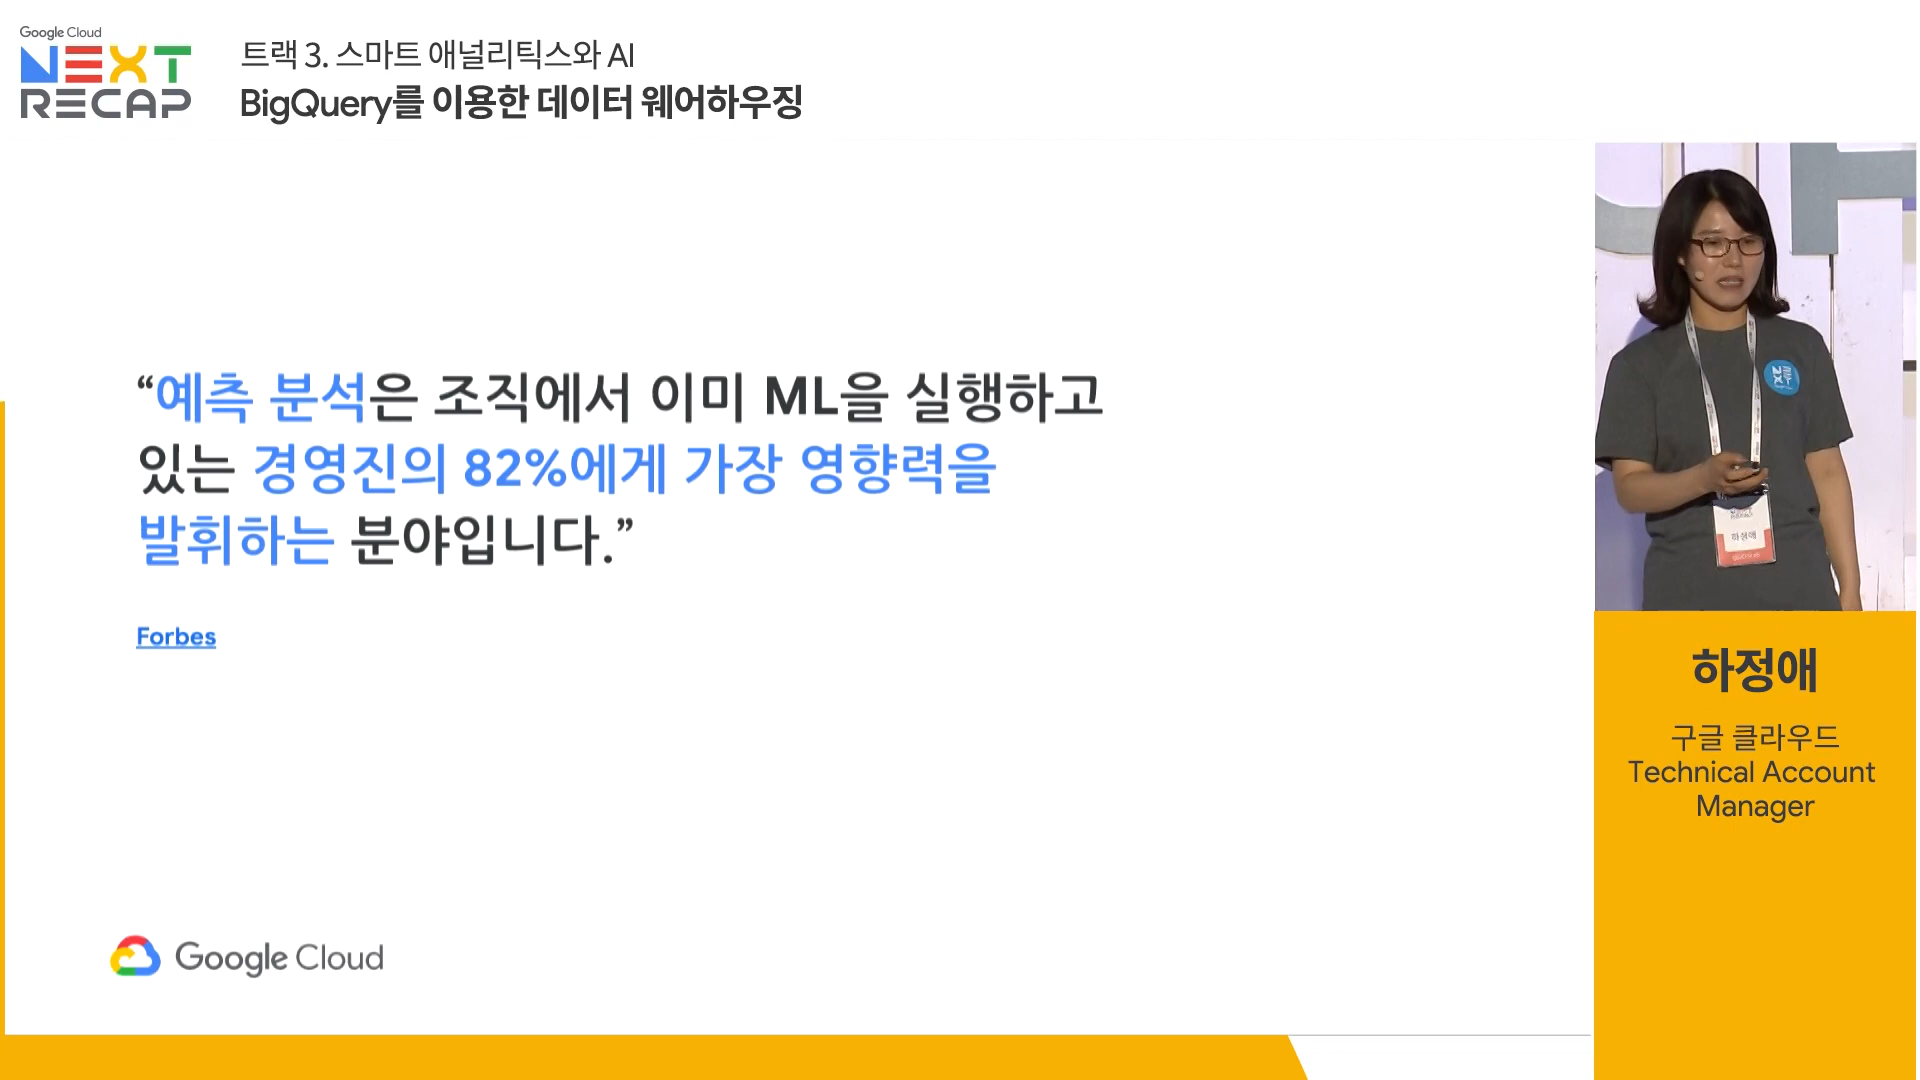 Google Cloud
NEXT
RECAP
트랙 3. 스마트 애널리틱스와 AI
BigQuery를 이용한 데이터 웨어하우징
“예측 분석은 조직에서 이미 ML을 실행하고
있는 경영진의 82%에게 가장 영향력을
발휘하는 분야입니다.”
Forbes
Google Cloud
하정애
하정애
구글 클라우드
Technical Account
Manager